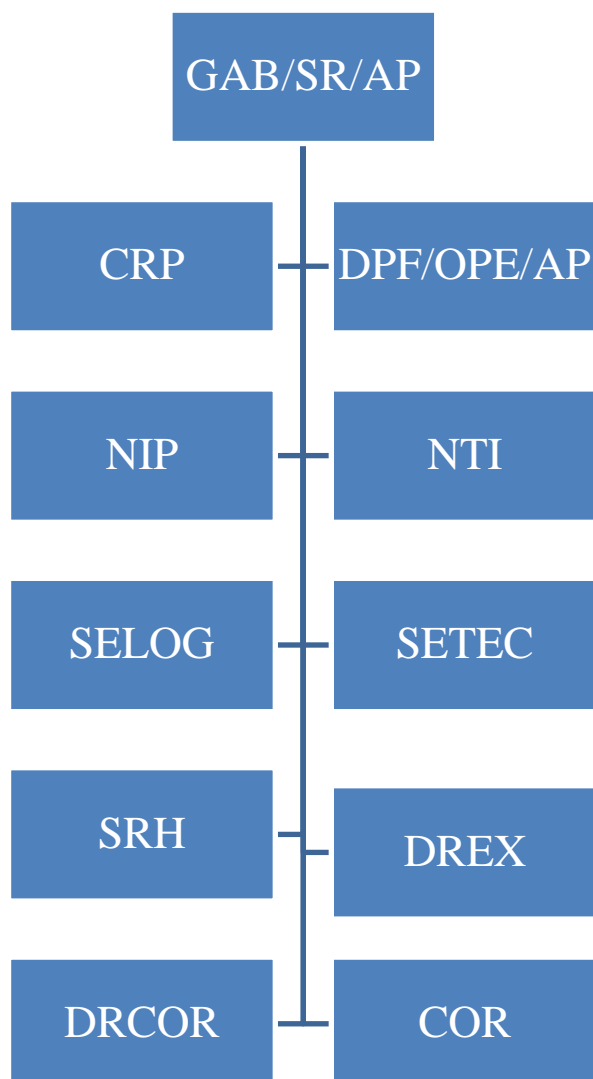 GAB/SR/AP
CRP
DPF/OPE/AP
NIP
NTI
SELOG
SETEC
SRH
DREX
DRCOR
COR